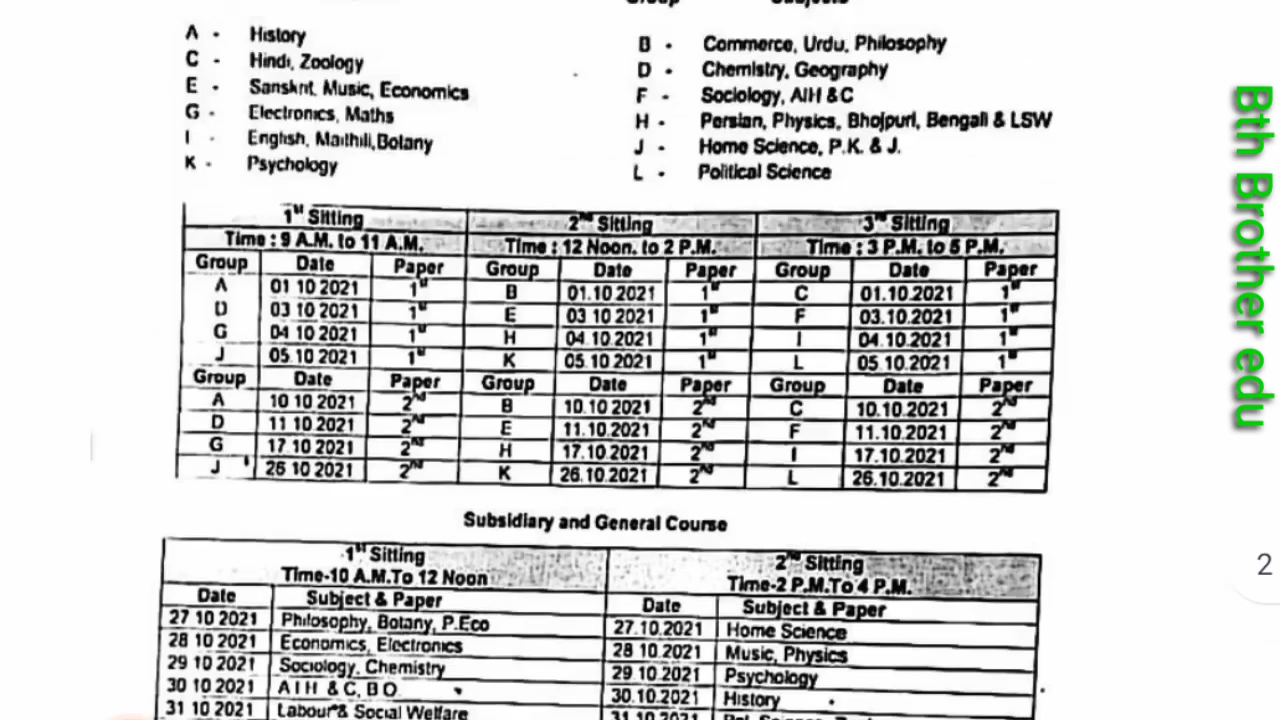 Group Subjects
A - History B - Commerce, Urdu, Philosophy
C - Hindi, Zoology D - Chemistry, Geography
E - Sanskrit, Music, Economics F - Sociology, AIH &C
G - Electronics, Maths H - Persian, Physics, Bhojpuri, Bengali & LSW
I - English, Maithili,Botany J - Home Science, P.K. & J.
K - Psychology L - Political Science
1st Sitting 2nd Sitting 3rd Sitting
Time : 9 A.M. to 11 A.M. Time : 12 Noon. to 2 P.M. Time : 3 P.M. to 5 P.M.
Group Date Paper Group Date Paper Group Date Paper
A 01 10 2021 1st B 01.10.2021 1st C 01.10.2021 1st
D 03 10 2021 1st E 03 10 2021 1st F 03.10.2021 1st
G 04 10 2021 1st H 04.10.2021 1st I 04.10.2021 1st
J 05.10 2021 1st K 05.10 2021 1st L 05.10 2021 1st
Group Date Paper Group Date Paper Group Date Paper
A 10 10 2021 2nd B 10.10 2021 2nd C 10.10.2021 2nd
D 11 10 2021 2nd E 11.10.2021 2nd F 11.10.2021 2nd
G 17.10 2021 2nd H 17.10.2021 2nd I 17.10.2021 2nd
J 26 10 2021 2nd K 26.10.2021 2nd L 26.10.2021 2nd
Subsidiary and General Course
1st Sitting 2nd Sitting
Time-10 A.M.To 12 Noon Time-2 P.M.To 4 P.M.
Date Subject & Paper Date Subject & Paper
27 10 2021 Philosophy, Botany, P.Eco 27.10.2021 Home Science
28 10 2021 Economics, Electronics 28 10 2021 Music, Physics
29 10 2021 Sociology, Chemistry 29 10 2021 Psychology
30 10 2021 A I H & C, B O 30.10.2021 History
31 10 2021 Labour & Social Welfare 31.10 2021
Bth Brother edu
2